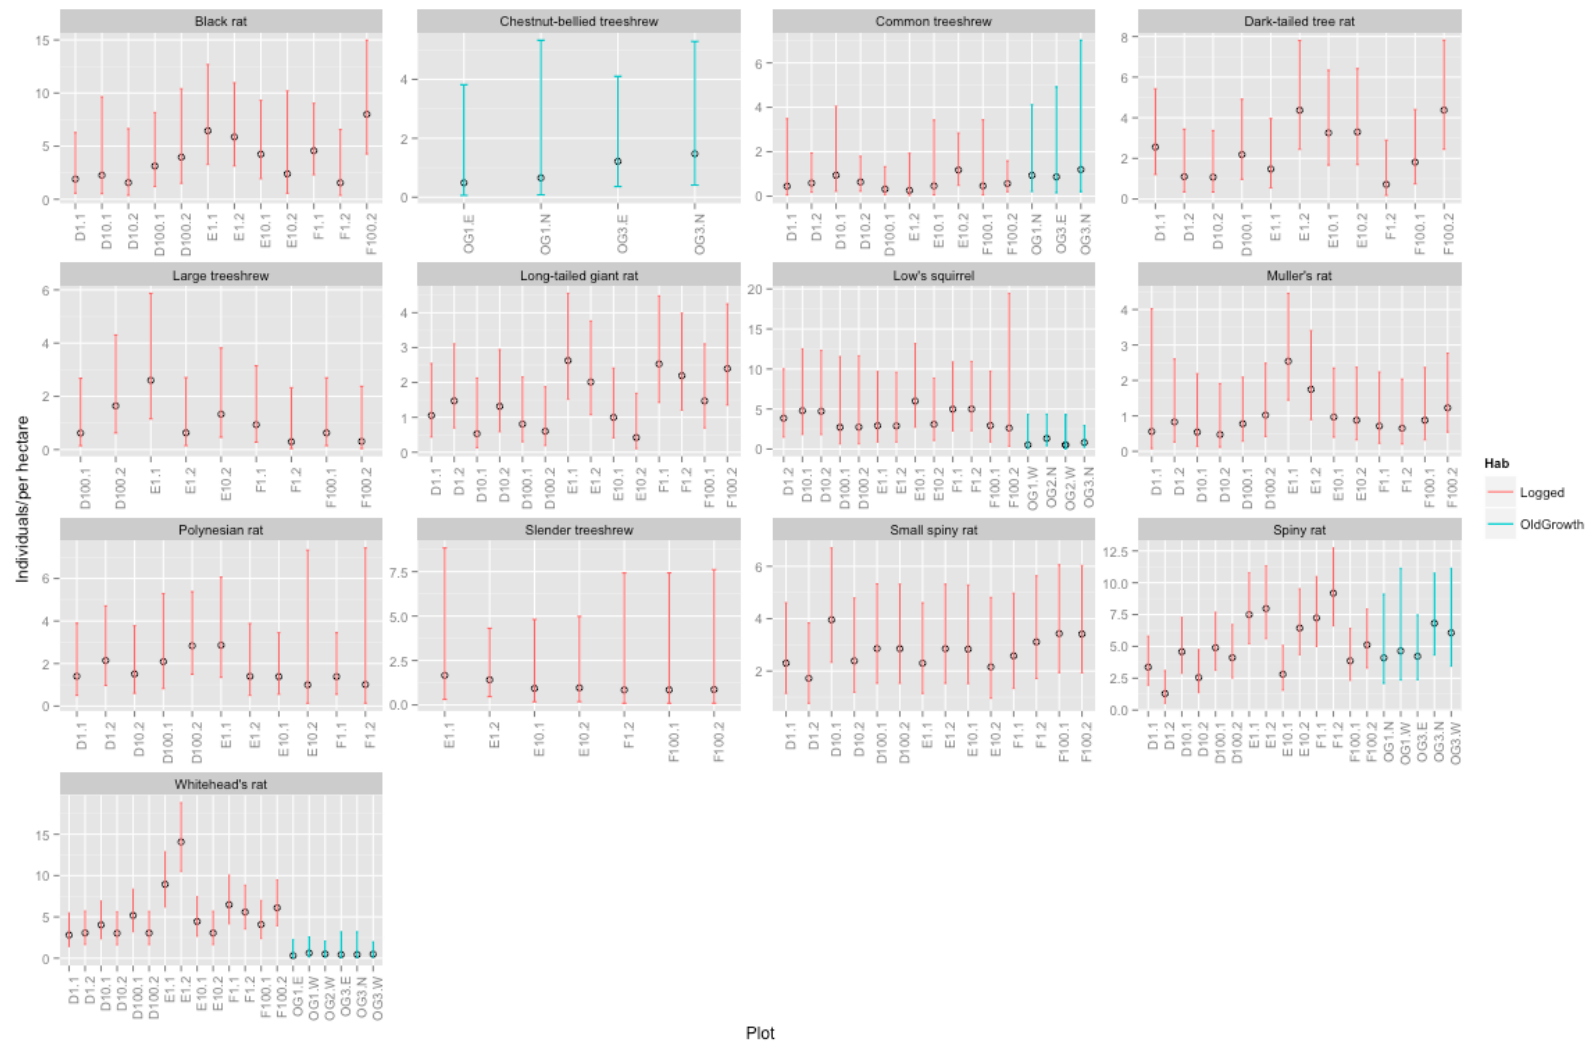 Individuals/per hectare
Black rat
15
10
5
0
D1.1
D10.1
D10.2
D100.1
D100.2
E1.1
E1.2
E10.1
E10.2
F1.1
F1.2
F100.2
Chestnut-bellied treeshrew
4
2
0
OG1.E
OG1.N
OG3.E
OG3.N
Common treeshrew
6
4
2
0
D1.1
D1.2
D10.1
D10.2
D100.1
E1.2
E10.1
E10.2
F100.1
F100.2
OG1.N
OG3.E
OG3.N
Dark-tailed tree rat
8
6
4
2
0
D1.1
D1.2
D10.2
D100.1
E1.1
E1.2
E10.1
E10.2
F1.2
F100.1
F100.2
Large treeshrew
6
4
2
0
D100.1
D100.2
E1.1
E1.2
E10.2
F1.1
F1.2
F100.1
F100.2
Long-tailed giant rat
4
3
2
1
0
D1.1
D1.2
D10.1
D10.2
D100.1
D100.2
E1.1
E1.2
E10.1
E10.2
F1.1
F1.2
F100.1
F100.2
Low's squirrel
20
15
10
5
0
D1.2
D10.1
D10.2
D100.1
D100.2
E1.1
E1.2
E10.1
E10.2
F1.1
F1.2
F100.1
F100.2
OG1.W
OG2.N
OG2.W
OG3.N
Muller's rat
4
3
2
1
0
D1.1
D1.2
D10.1
D10.2
D100.1
D100.2
E1.1
E1.2
E10.1
E10.2
F1.1
F1.2
F100.1
F100.2
Hab
Logged
OldGrowth
Polynesian rat
6
4
2
0
D1.1
D1.2
D10.2
D100.1
D100.2
E1.1
E1.2
E10.1
E10.2
F1.1
F1.2
Slender treeshrew
7.5
5.0
2.5
0.0
E1.1
E1.2
E10.1
E10.2
F1.2
F100.1
F100.2
Small spiny rat
6
4
2
D1.1
D1.2
D10.1
D10.2
D100.1
D100.2
E1.1
E1.2
E10.1
E10.2
F1.1
F1.2
F100.1
F100.2
Spiny rat
12.5
10.0
7.5
5.0
2.5
0.0
D1.1
D1.2
D10.1
D10.2
D100.1
D100.2
E1.1
E1.2
E10.1
E10.2
F1.1
F1.2
F100.1
F100.2
OG1.N
OG1.W
OG3.E
OG3.N
OG3.W
Whitehead's rat
15
10
5
0
D1.1
D1.2
D10.1
D10.2
D100.1
D100.2
E1.1
E1.2
E10.1
E10.2
F1.1
F1.2
F100.1
F100.2
OG1.E
OG1.W
OG2.W
OG3.E
OG3.N
OG3.W
Plot